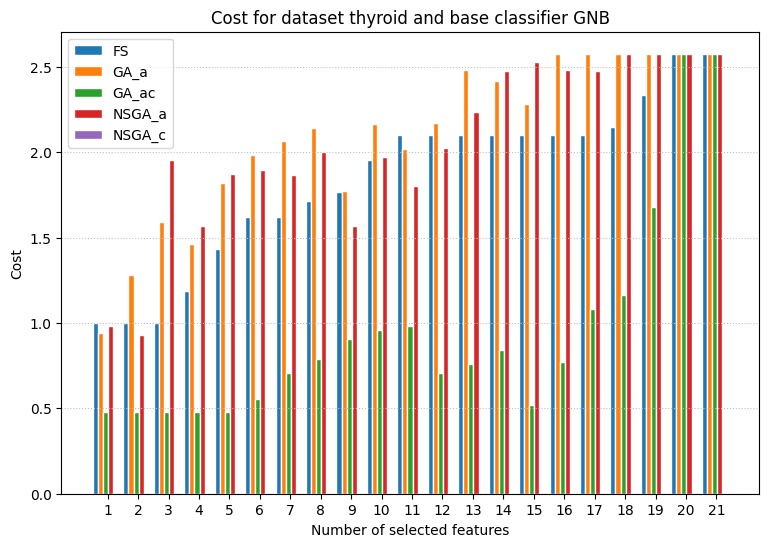 Cost for dataset thyroid and base classifier GNB
FS
GA_a
GA_ac
NSGA_a
NSGA_c
2.5
2.0
1.5
1.0
0.5
0.0
Cost
1 2 3 4 5 6 7 8 9 10 11 12 13 14 15 16 17 18 19 20 21
Number of selected features